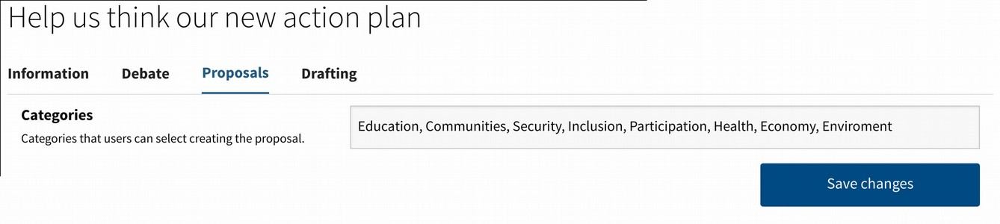 Help us think our new action plan
Information Debate Proposals Drafting
Categories
Categories that users can select creating the proposal.
Education, Communities, Security, Inclusion, Participation, Health, Economy, Enviroment
Save changes